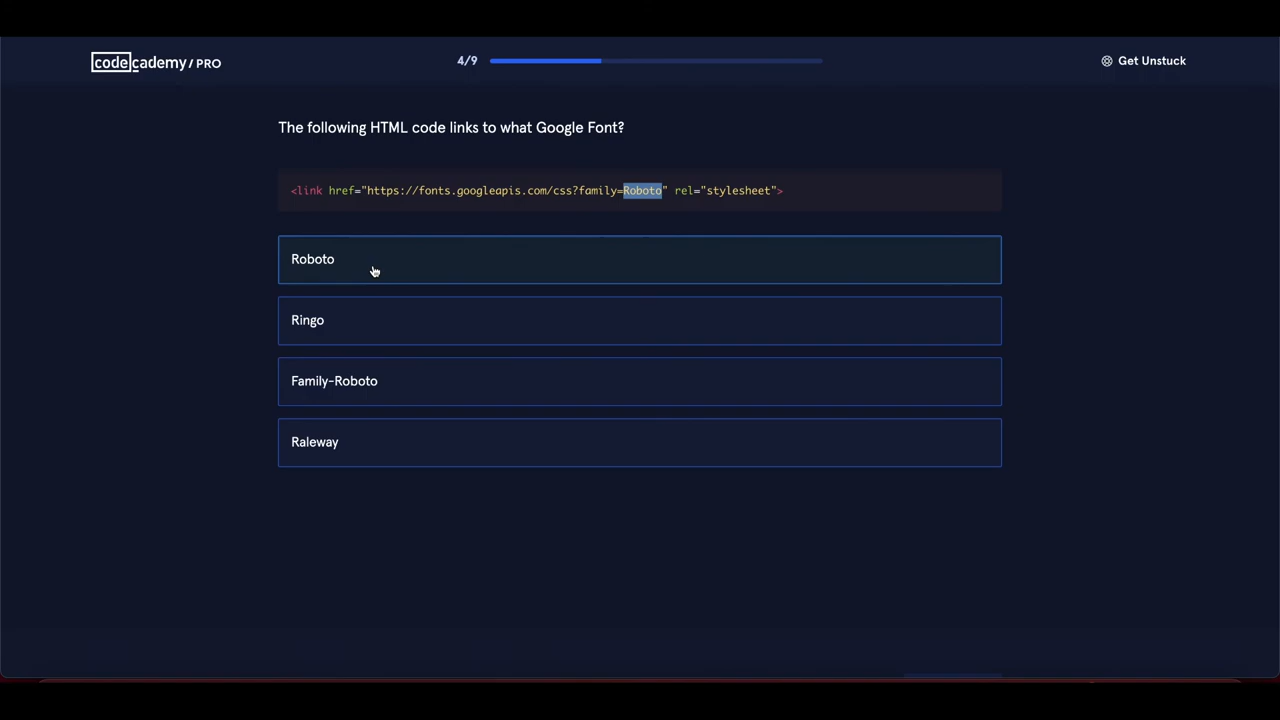 codecademy/PRO
4/9
Get Unstuck
The following HTML code links to what Google Font?
<link href="https://fonts.googleapis.com/css?family=Roboto" rel="stylesheet">
Roboto
Ringo
Family-Roboto
Raleway